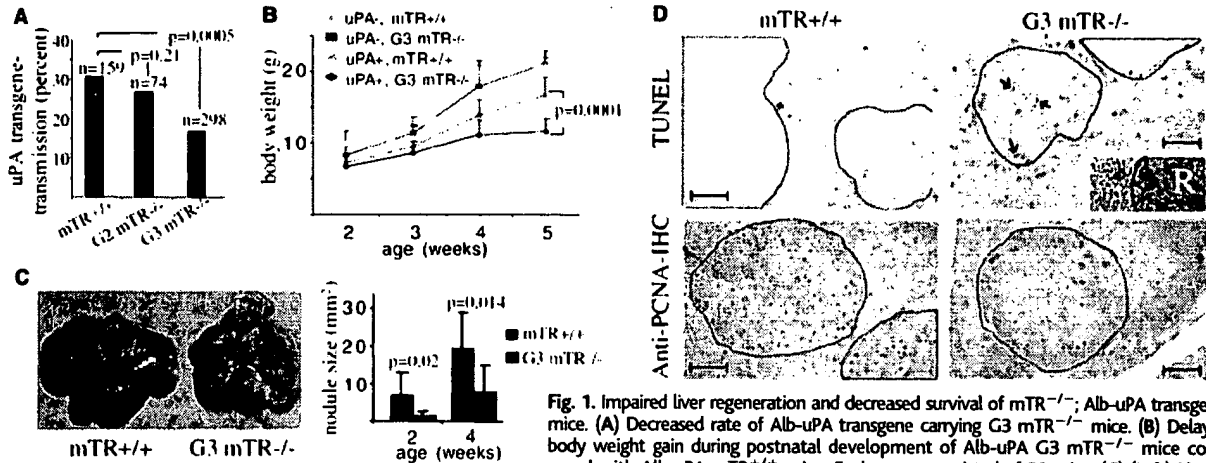 A
uPA transgene-
transmission (percent)
40
30
20
10
p=0.0005
p=0.21
n=159
n=74
n=298
mTR+/+
G2 mTR-/-
G3 mTR-/-
B
uPA-, mTR+/+
uPA-, G3 mTR-/-
uPA+, mTR+/+
uPA+, G3 mTR-/-
body weight (g)
20
10
p=0.0001
2 3 4 5
age (weeks)
C
mTR+/+ G3 mTR-/-
nodule size (mm²)
30
20
10
p=0.014
p=0.02
mTR+/+
G3 mTR-/-
2 4
age (weeks)
D
mTR+/+ G3 mTR-/-
TUNEL
R
Anti-PCNA-IHC
Fig. 1. Impaired liver regeneration and decreased survival of mTR−/−; Alb-uPA transge
mice. (A) Decreased rate of Alb-uPA transgene carrying G3 mTR−/− mice. (B) Delay
body weight gain during postnatal development of Alb-uPA G3 mTR−/− mice co